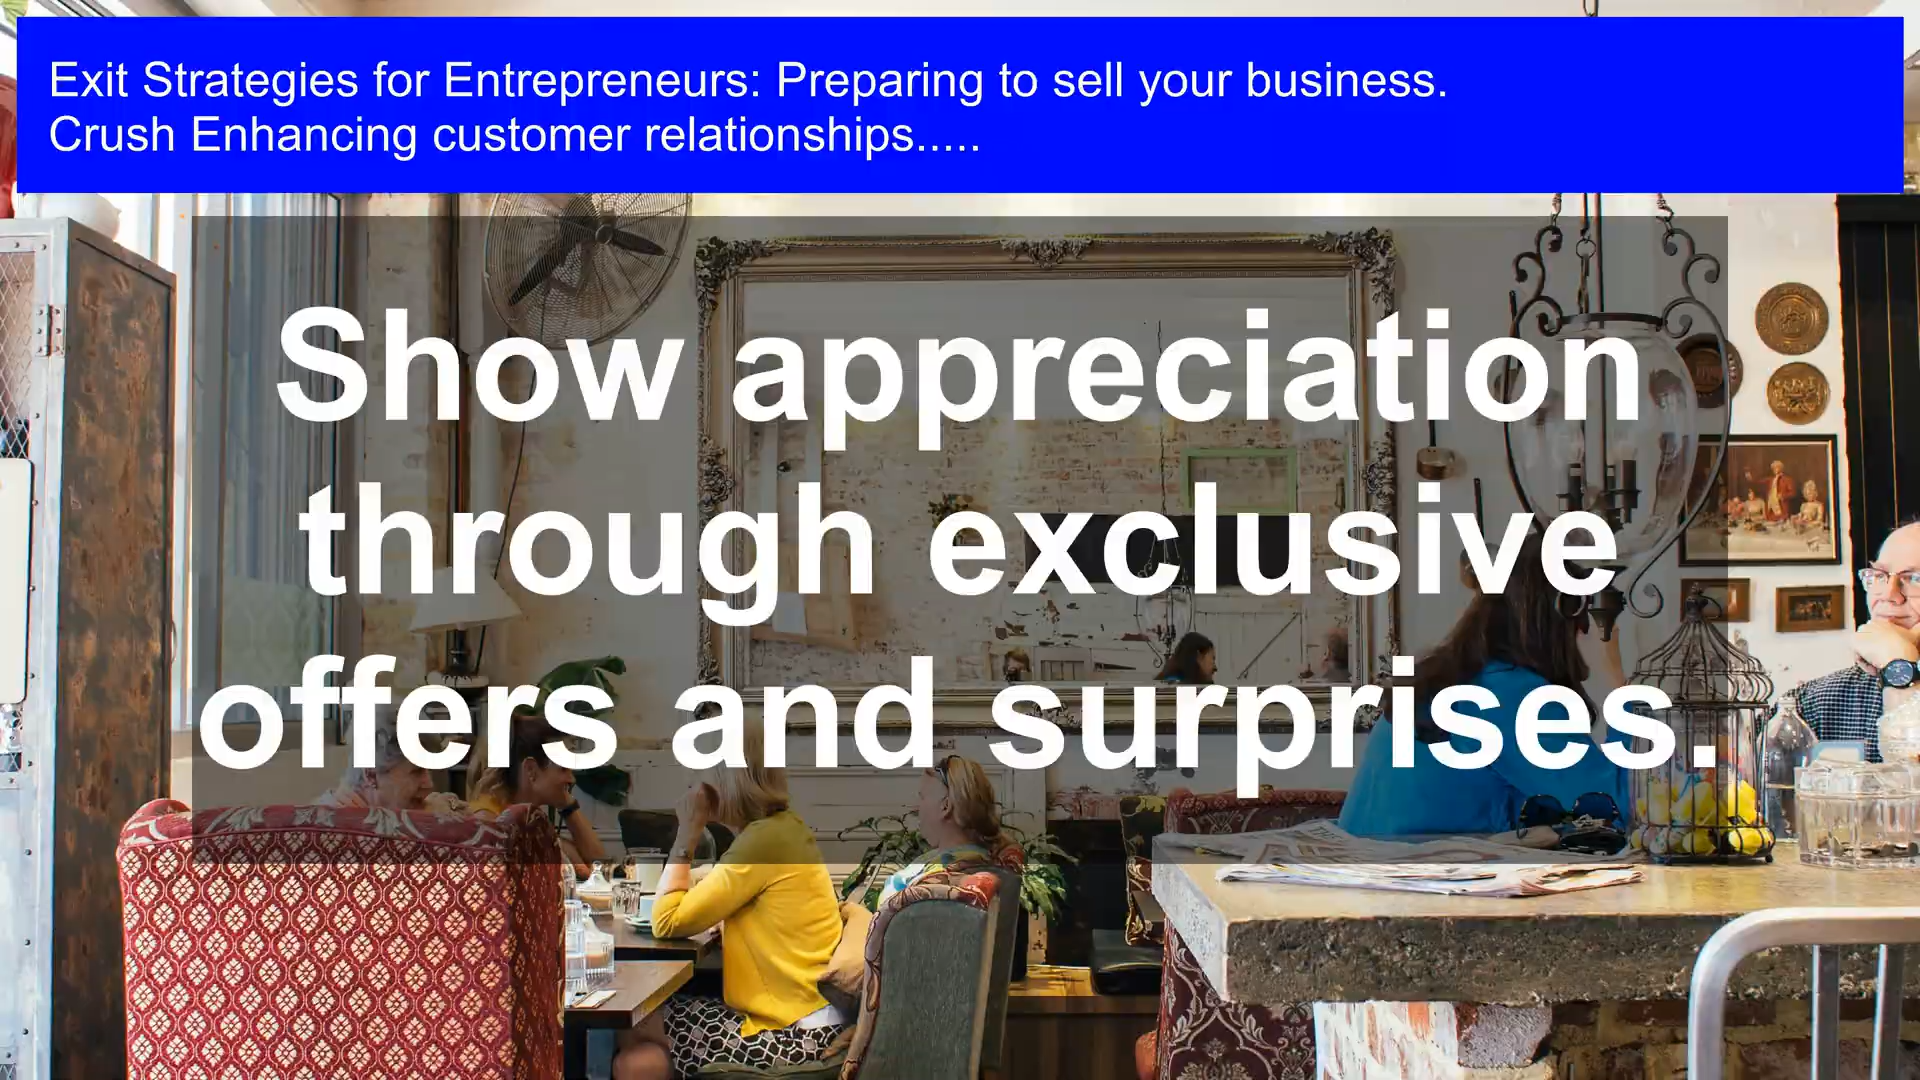 Exit Strategies for Entrepreneurs: Preparing to sell your business.
Crush Enhancing customer relationships.....
Show appreciation
through exclusive
offers and surprises.